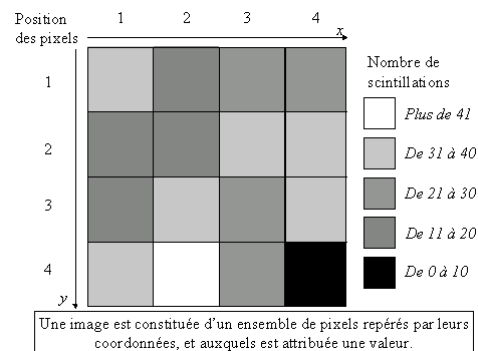 Position
des pixels
1 2 3 4
x
1
2
3
4
y
Nombre de
scintillations
Plus de 41
De 31 à 40
De 21 à 30
De 11 à 20
De 0 à 10
Une image est constituée d'un ensemble de pixels repérés par leurs
coordonnées, et auxquels est attribuée une valeur.